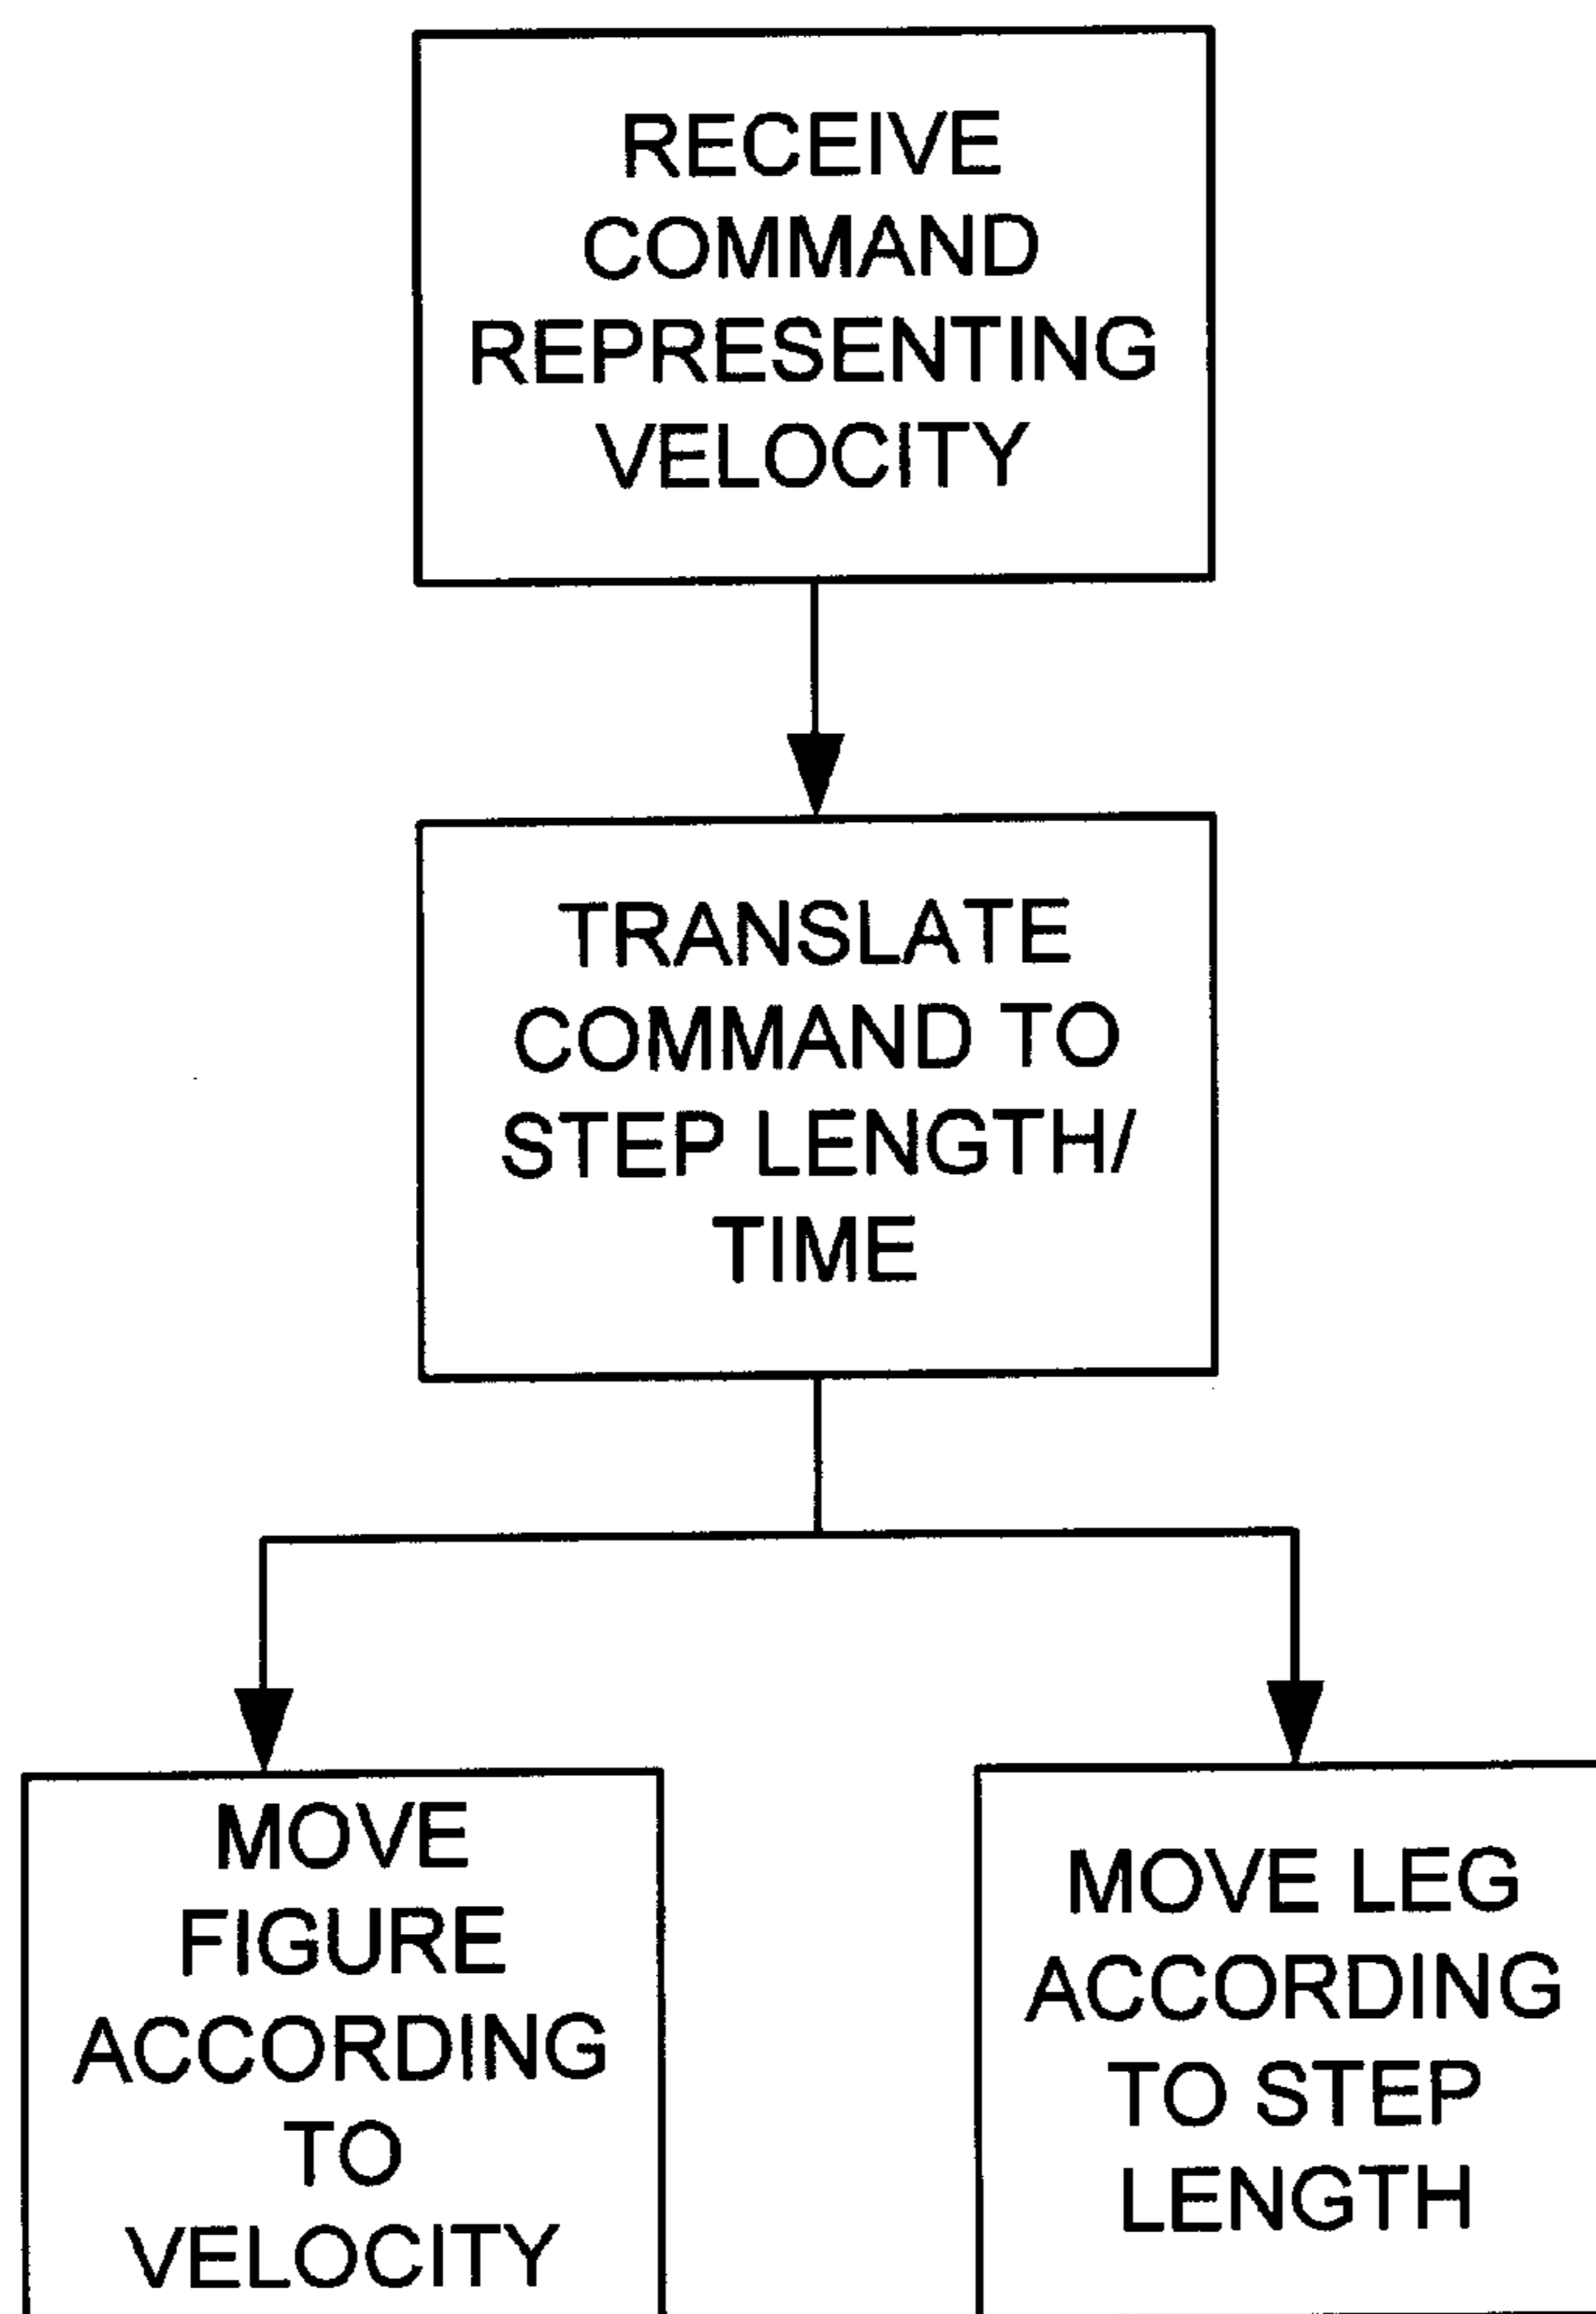 RECEIVE
COMMAND
REPRESENTING
VELOCITY
TRANSLATE
COMMAND TO
STEP LENGTH/
TIME
MOVE
FIGURE
ACCORDING
TO
VELOCITY
MOVE LEG
ACCORDING
TO STEP
LENGTH